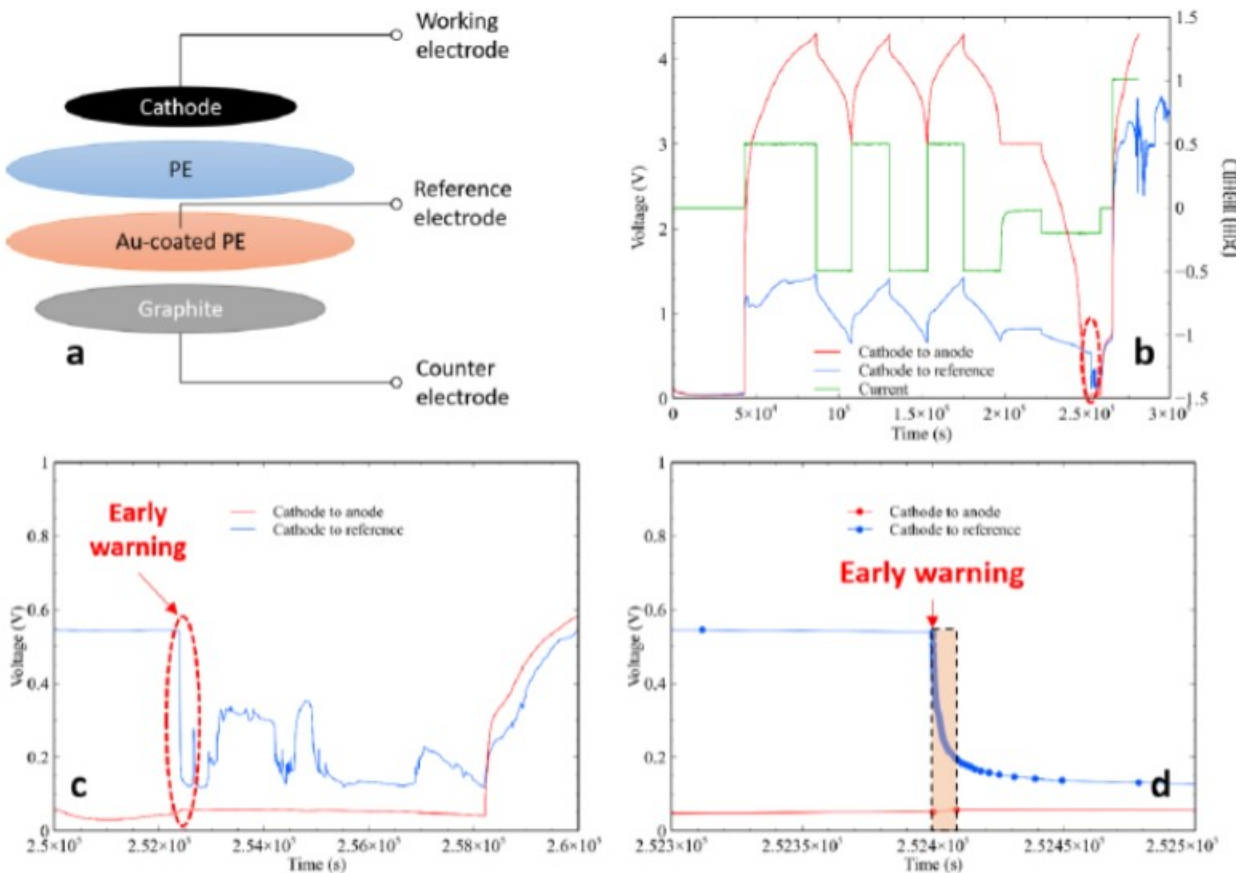 Working
electrode
Cathode
PE
Reference
electrode
Au-coated PE
Graphite
a
Counter
electrode
Voltage (V)
4
3
2
1
0
1.5
1
0.5
0
−0.5
−1
−1.5
Cathode to anode
Cathode to reference
Current
b
0
5×10⁴
10⁵
1.5×10⁵
2×10⁵
2.5×10⁵
3×10⁵
Time (s)
Voltage (V)
1
0.8
0.6
0.4
0.2
0
Cathode to anode
Cathode to reference
Early
warning
c
2.5×10⁵
2.52×10⁵
2.54×10⁵
2.56×10⁵
2.58×10⁵
2.6×10⁵
Time (s)
Voltage (V)
1
0.8
0.6
0.4
0.2
0
Cathode to anode
Cathode to reference
Early warning
d
2.523×10⁵
2.5235×10⁵
2.524×10⁵
2.5245×10⁵
2.525×10⁵
Time (s)